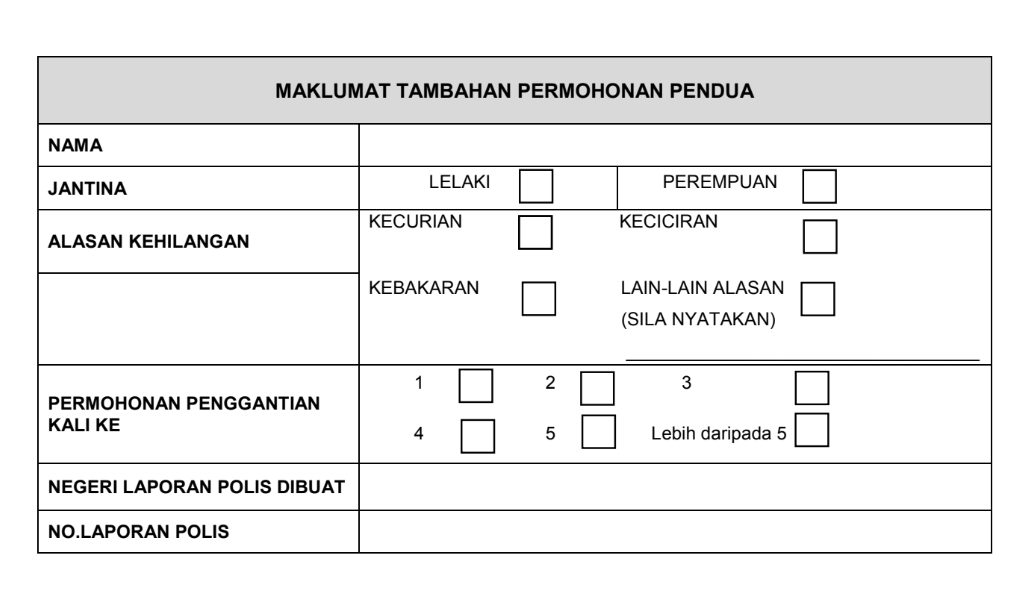 MAKLUMAT TAMBAHAN PERMOHONAN PENDUA
NAMA
JANTINA
LELAKI
PEREMPUAN
ALASAN KEHILANGAN
KECURIAN
KECICIRAN
KEBAKARAN
LAIN-LAIN ALASAN
(SILA NYATAKAN)
PERMOHONAN PENGGANTIAN
KALI KE
1 2 3
4 5 Lebih daripada 5
NEGERI LAPORAN POLIS DIBUAT
NO.LAPORAN POLIS